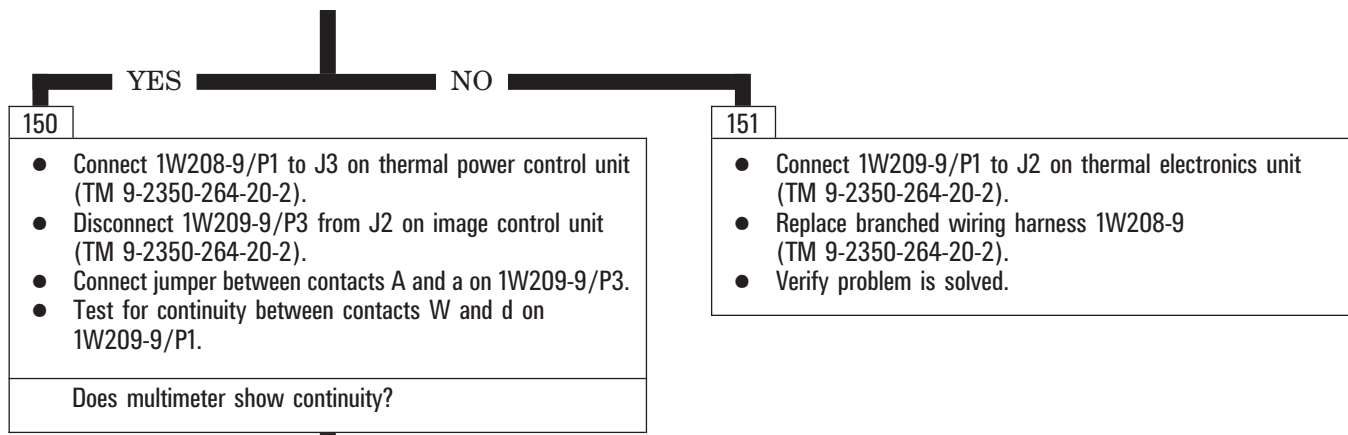 YES
NO
150
● Connect 1W208-9/P1 to J3 on thermal power control unit
(TM 9-2350-264-20-2).
● Disconnect 1W209-9/P3 from J2 on image control unit
(TM 9-2350-264-20-2).
● Connect jumper between contacts A and a on 1W209-9/P3.
● Test for continuity between contacts W and d on
1W209-9/P1.
Does multimeter show continuity?
151
● Connect 1W209-9/P1 to J2 on thermal electronics unit
(TM 9-2350-264-20-2).
● Replace branched wiring harness 1W208-9
(TM 9-2350-264-20-2).
● Verify problem is solved.